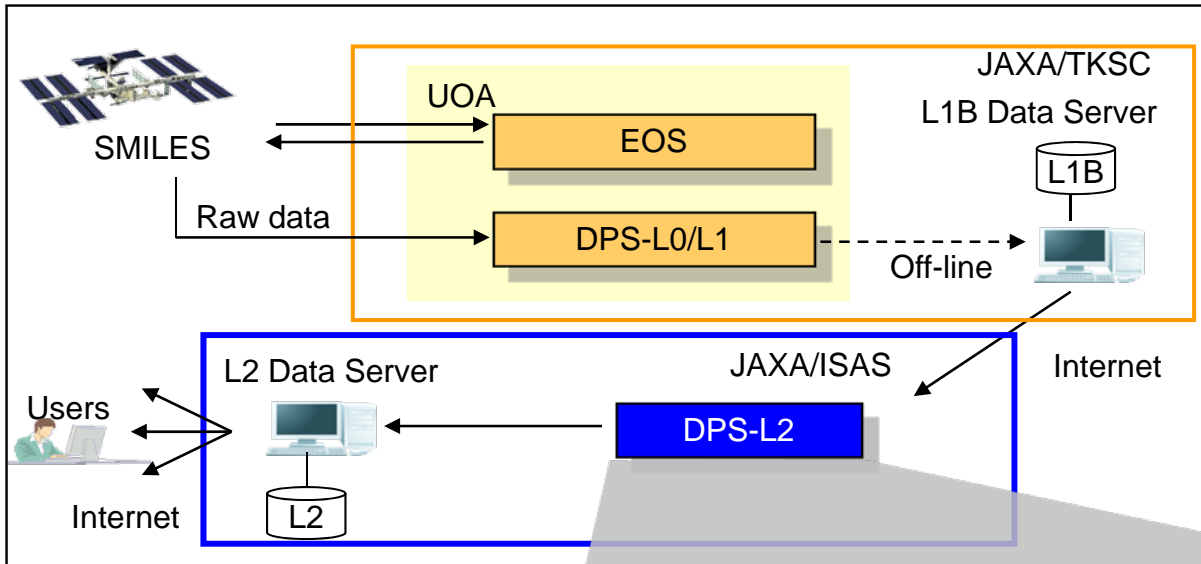 JAXA/TKSC
UOA
L1B Data Server
SMILES
EOS
L1B
Raw data
DPS-L0/L1
Off-line
L2 Data Server
JAXA/ISAS
Internet
Users
DPS-L2
Internet
L2